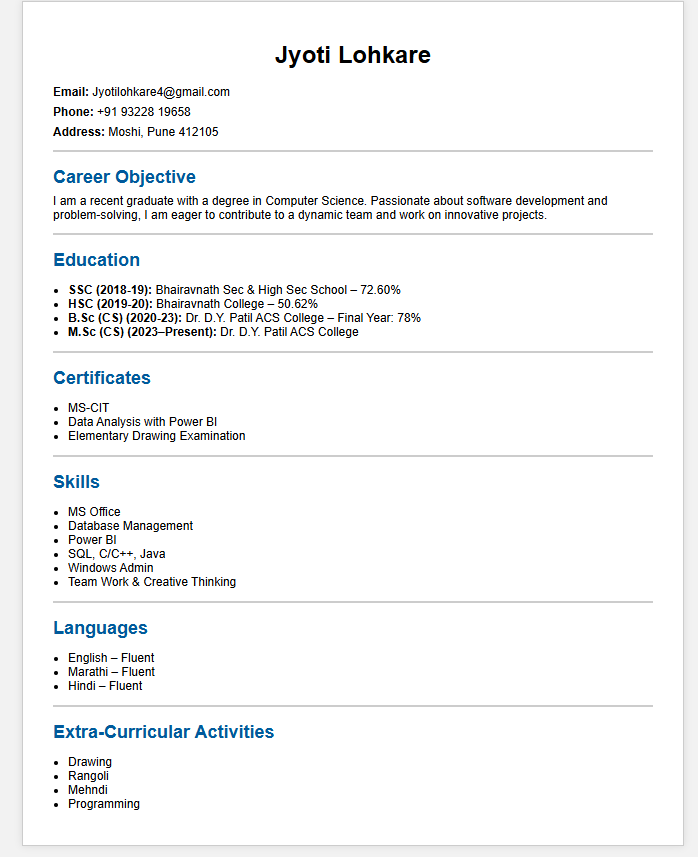 Jyoti Lohkare
Email: Jyotilohkare4@gmail.com
Phone: +91 93228 19658
Address: Moshi, Pune 412105
Career Objective
I am a recent graduate with a degree in Computer Science. Passionate about software development and
problem-solving, I am eager to contribute to a dynamic team and work on innovative projects.
Education
• SSC (2018-19): Bhairavnath Sec & High Sec School – 72.60%
• HSC (2019-20): Bhairavnath College – 50.62%
• B.Sc (CS) (2020-23): Dr. D.Y. Patil ACS College – Final Year: 78%
• M.Sc (CS) (2023–Present): Dr. D.Y. Patil ACS College
Certificates
• MS-CIT
• Data Analysis with Power BI
• Elementary Drawing Examination
Skills
• MS Office
• Database Management
• Power BI
• SQL, C/C++, Java
• Windows Admin
• Team Work & Creative Thinking
Languages
• English – Fluent
• Marathi – Fluent
• Hindi – Fluent
Extra-Curricular Activities
• Drawing
• Rangoli
• Mehndi
• Programming